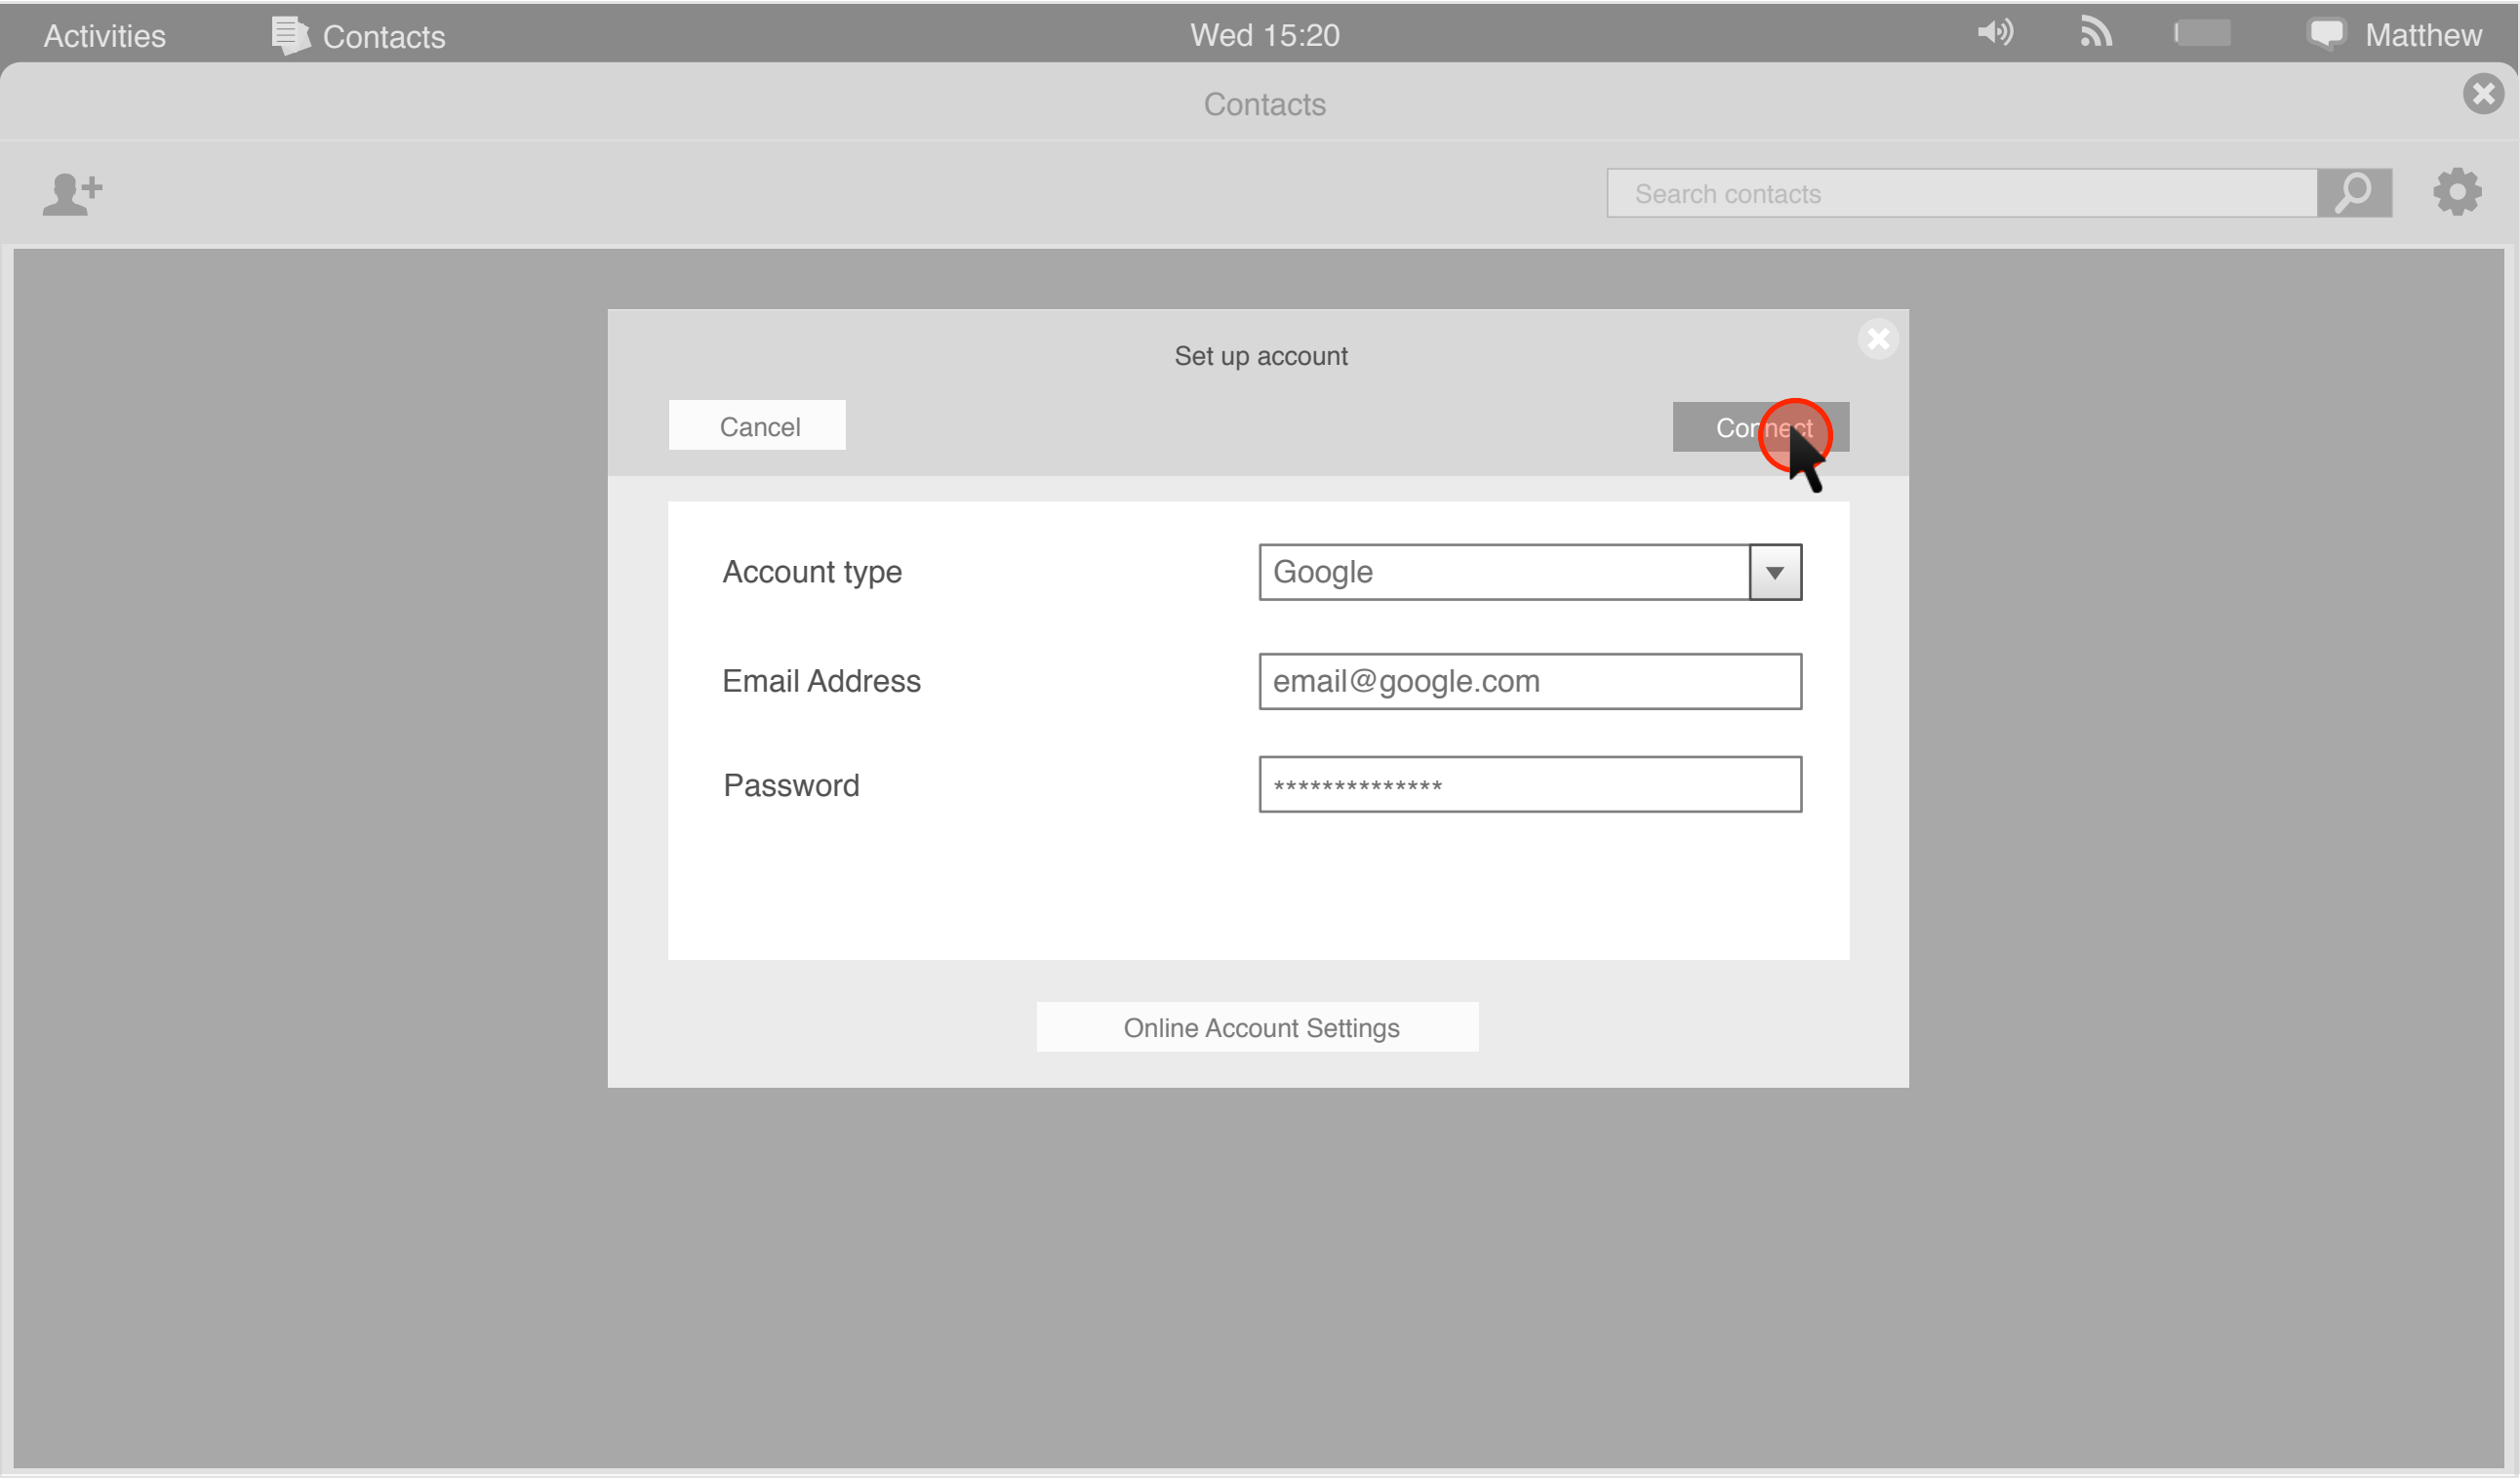 Activities Contacts Wed 15:20 Matthew
Contacts
Search contacts
Set up account
Cancel Connect
Account type Google
Email Address email@google.com
Password **************
Online Account Settings